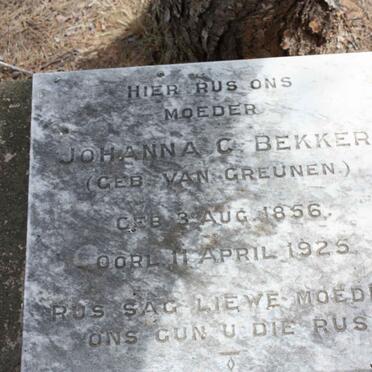 HIER RUS ONS
MOEDER
JOHANNA C. BEKKER
(GEB VAN GREUNEN.)
GEB 3 AUG. 1856.
OORL 11 APRIL 1925
RUS SAG LIEWE MOEDE
ONS GUN U DIE RUS